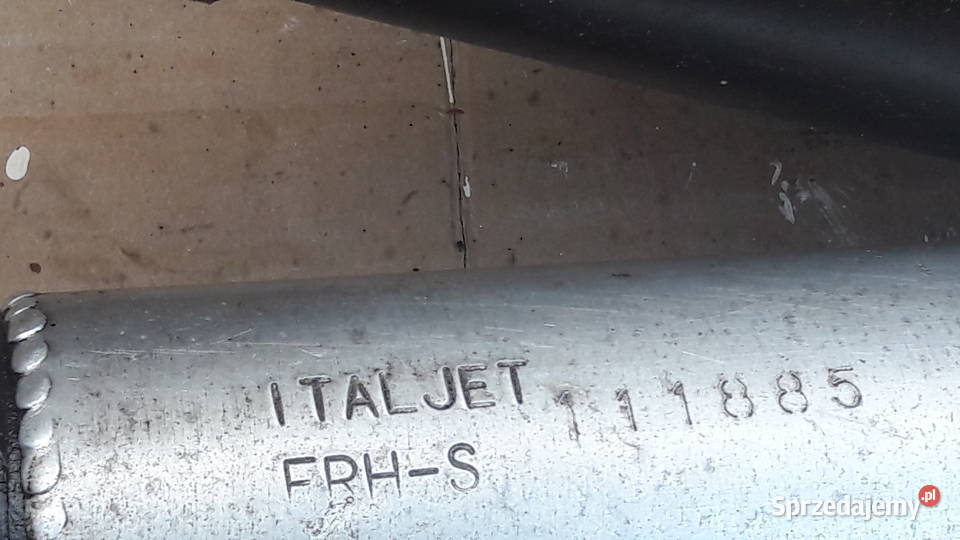 ITALJET 111885
FRH-S
Sprzedajemy.pl